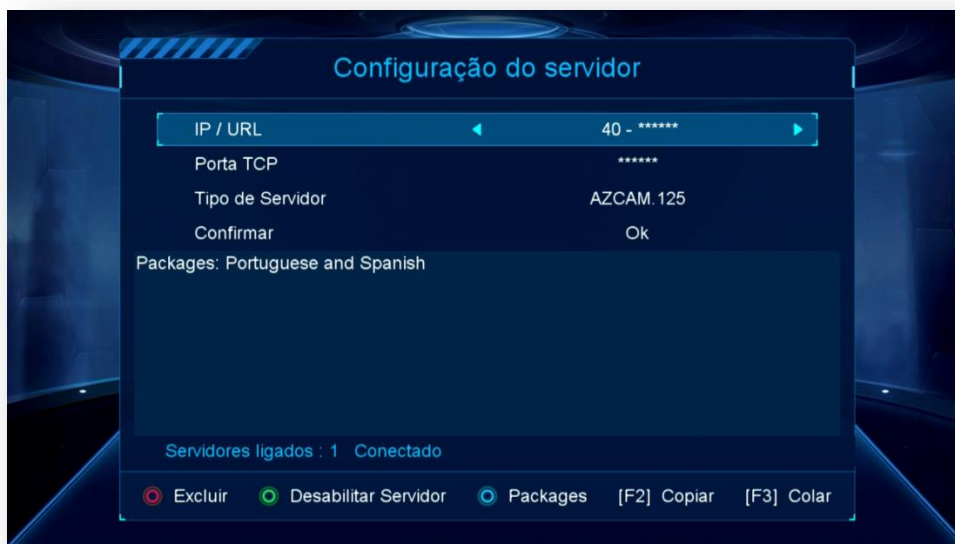 Configuração do servidor
IP / URL 40 - ******
Porta TCP ******
Tipo de Servidor AZCAM.125
Confirmar Ok
Packages: Portuguese and Spanish
Servidores ligados : 1 Conectado
Excluir Desabilitar Servidor Packages [F2] Copiar [F3] Colar